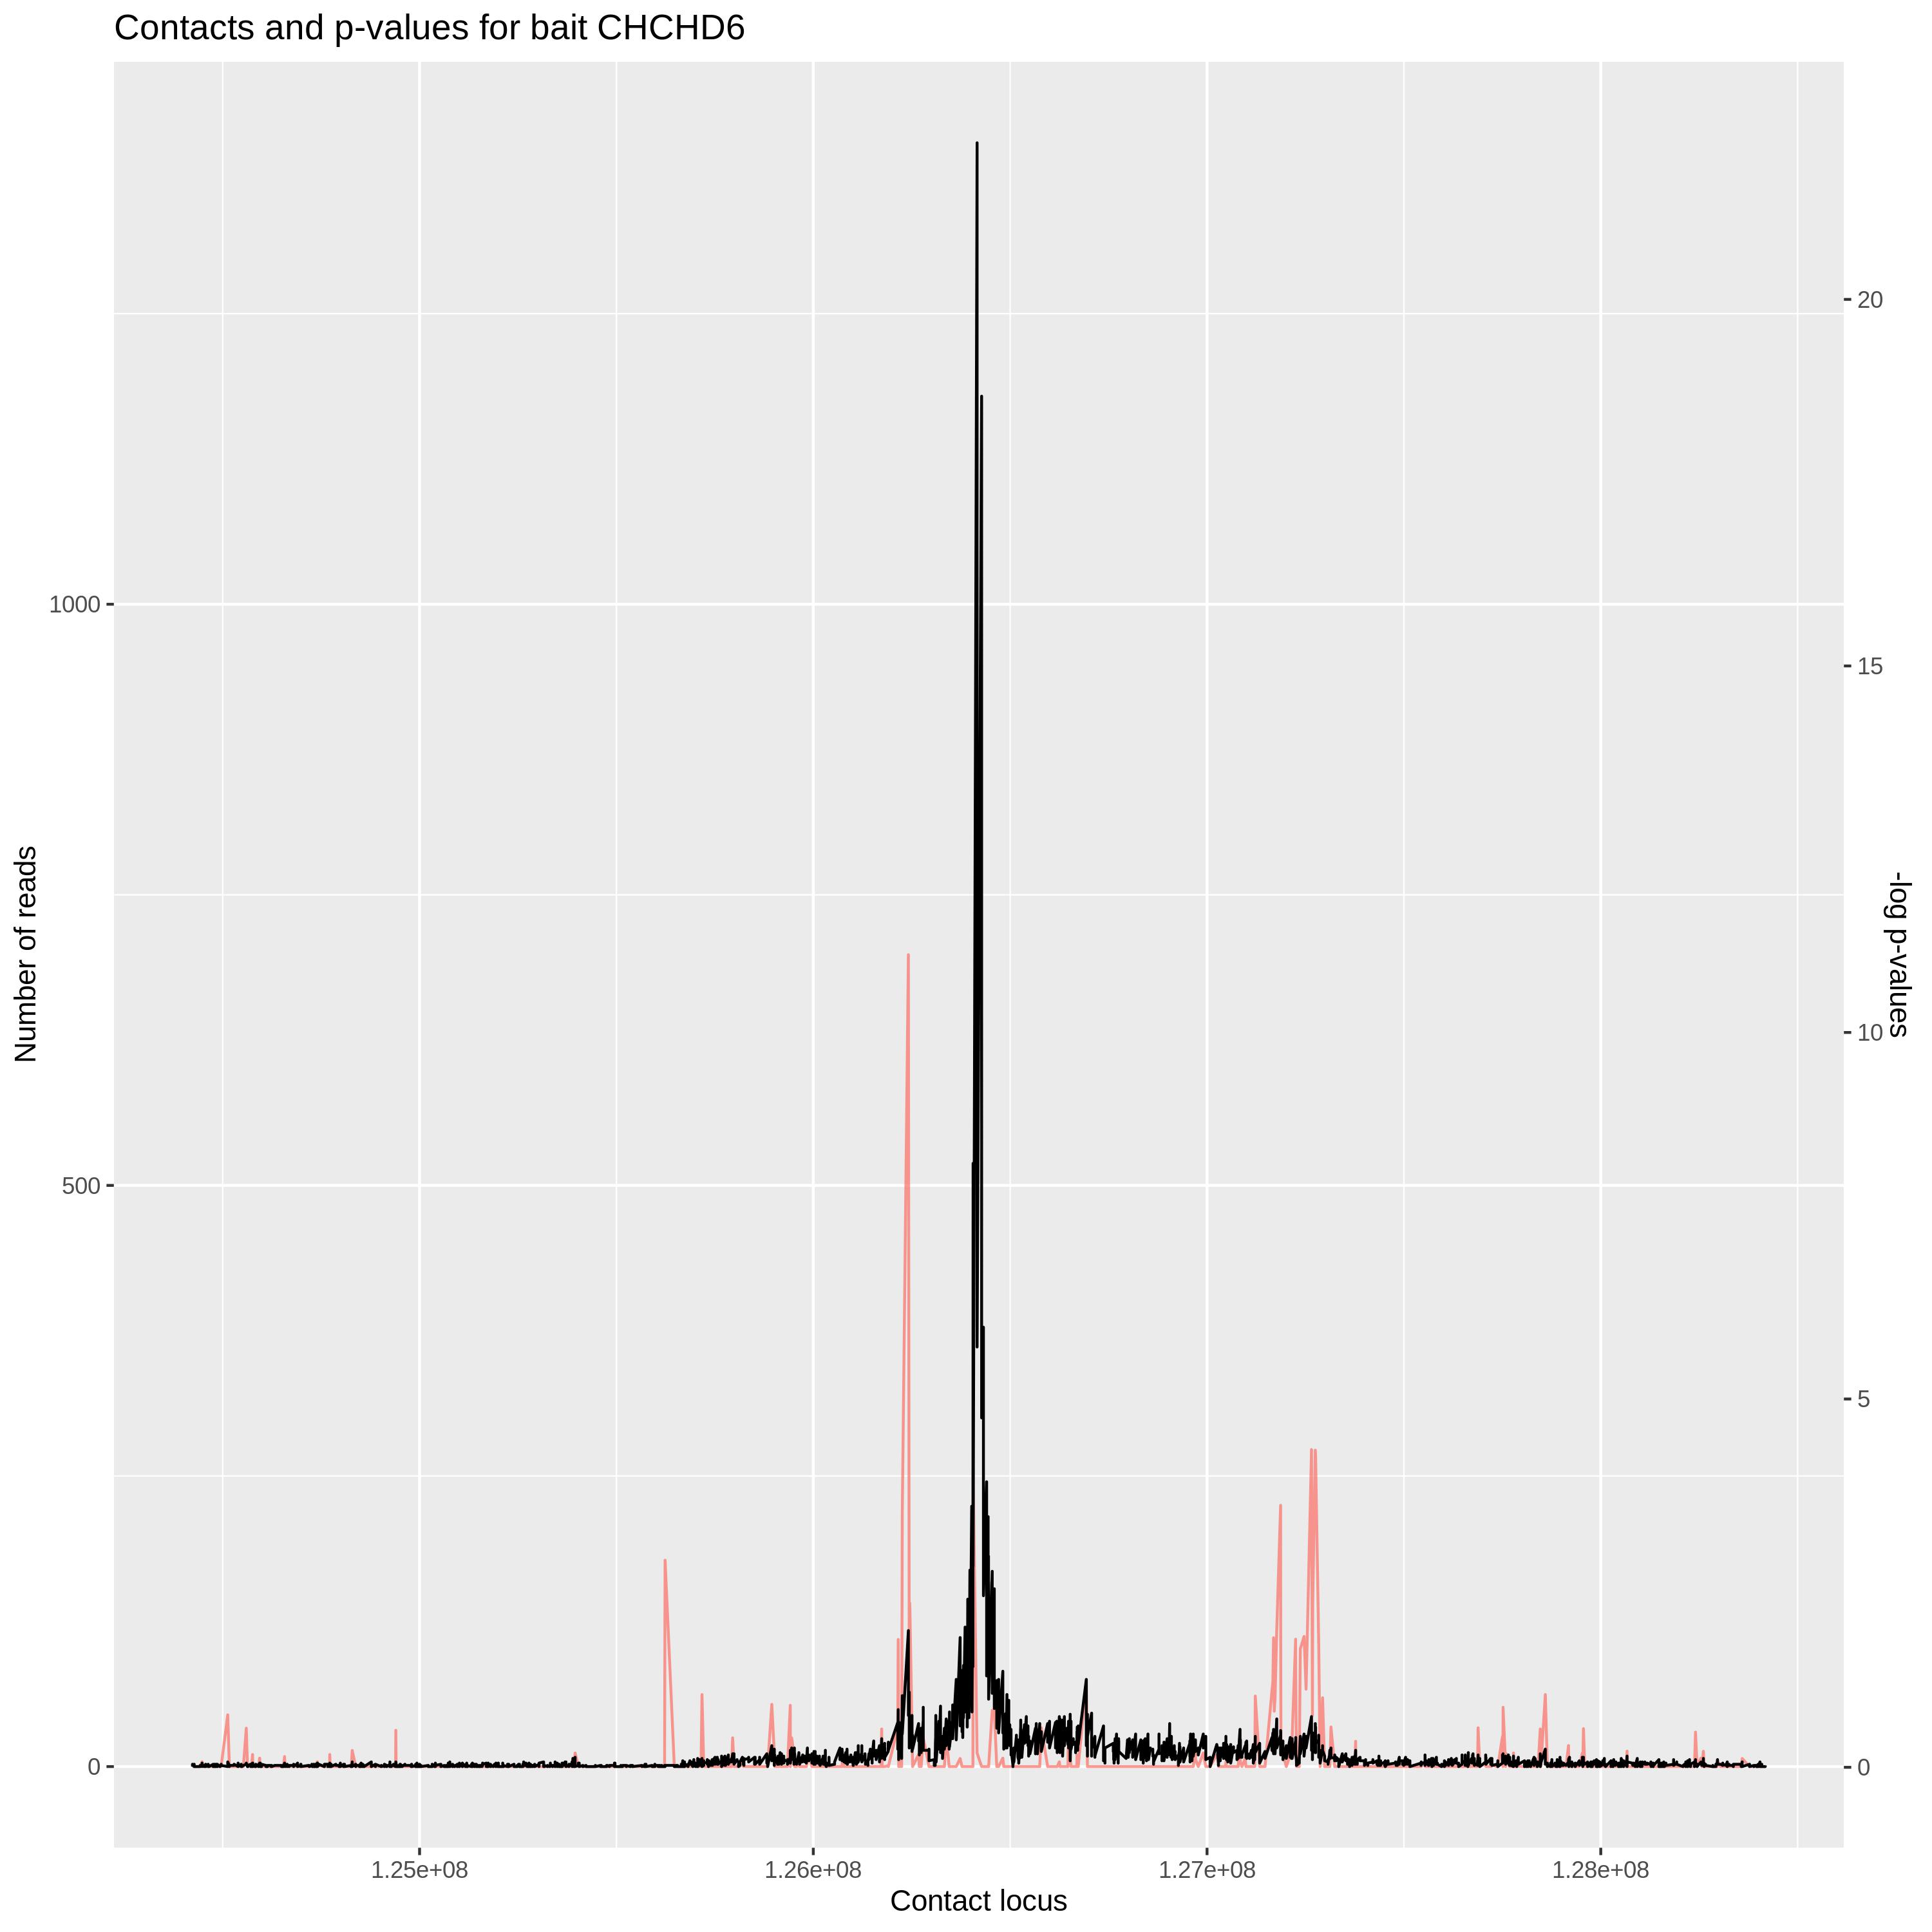 Contacts and p-values for bait CHCHD6
Number of reads
1000
500
0
20
15
10
5
0
-log p-values
1.25e+08
1.26e+08
1.27e+08
1.28e+08
Contact locus